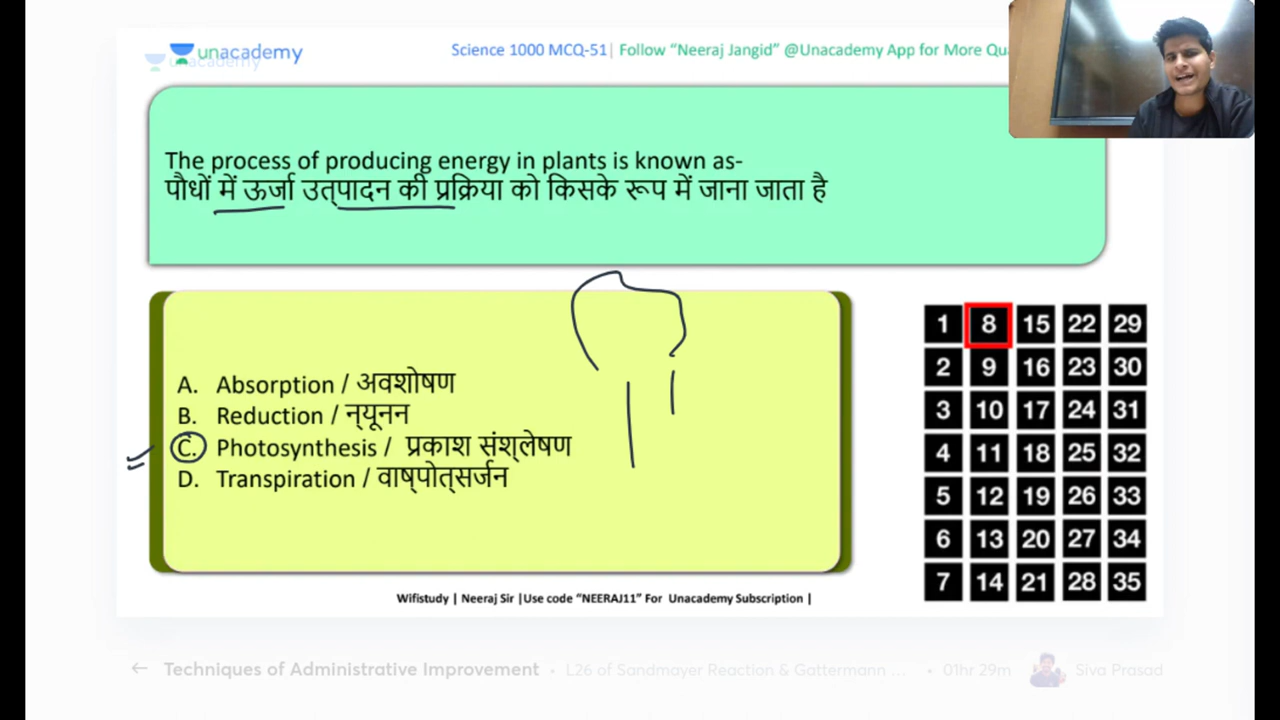 unacademy
Science 1000 MCQ-51| Follow "Neeraj Jangid" @Unacademy App for More
The process of producing energy in plants is known as-
पौधों में ऊर्जा उत्पादन की प्रक्रिया को किसके रूप में जाना जाता है
A. Absorption / अवशोषण
B. Reduction / न्यूनन
C. Photosynthesis / प्रकाश संश्लेषण
D. Transpiration / वाष्पोत्सर्जन
1 8 15 22 29
2 9 16 23 30
3 10 17 24 31
4 11 18 25 32
5 12 19 26 33
6 13 20 27 34
7 14 21 28 35
Wifistudy | Neeraj Sir |Use code "NEERAJ11" For Unacademy Subscription |
← Techniques of Administrative Improvement • L26 of Sandmayer Reaction & Gattermann ... • 01hr 29m Siva Prasad